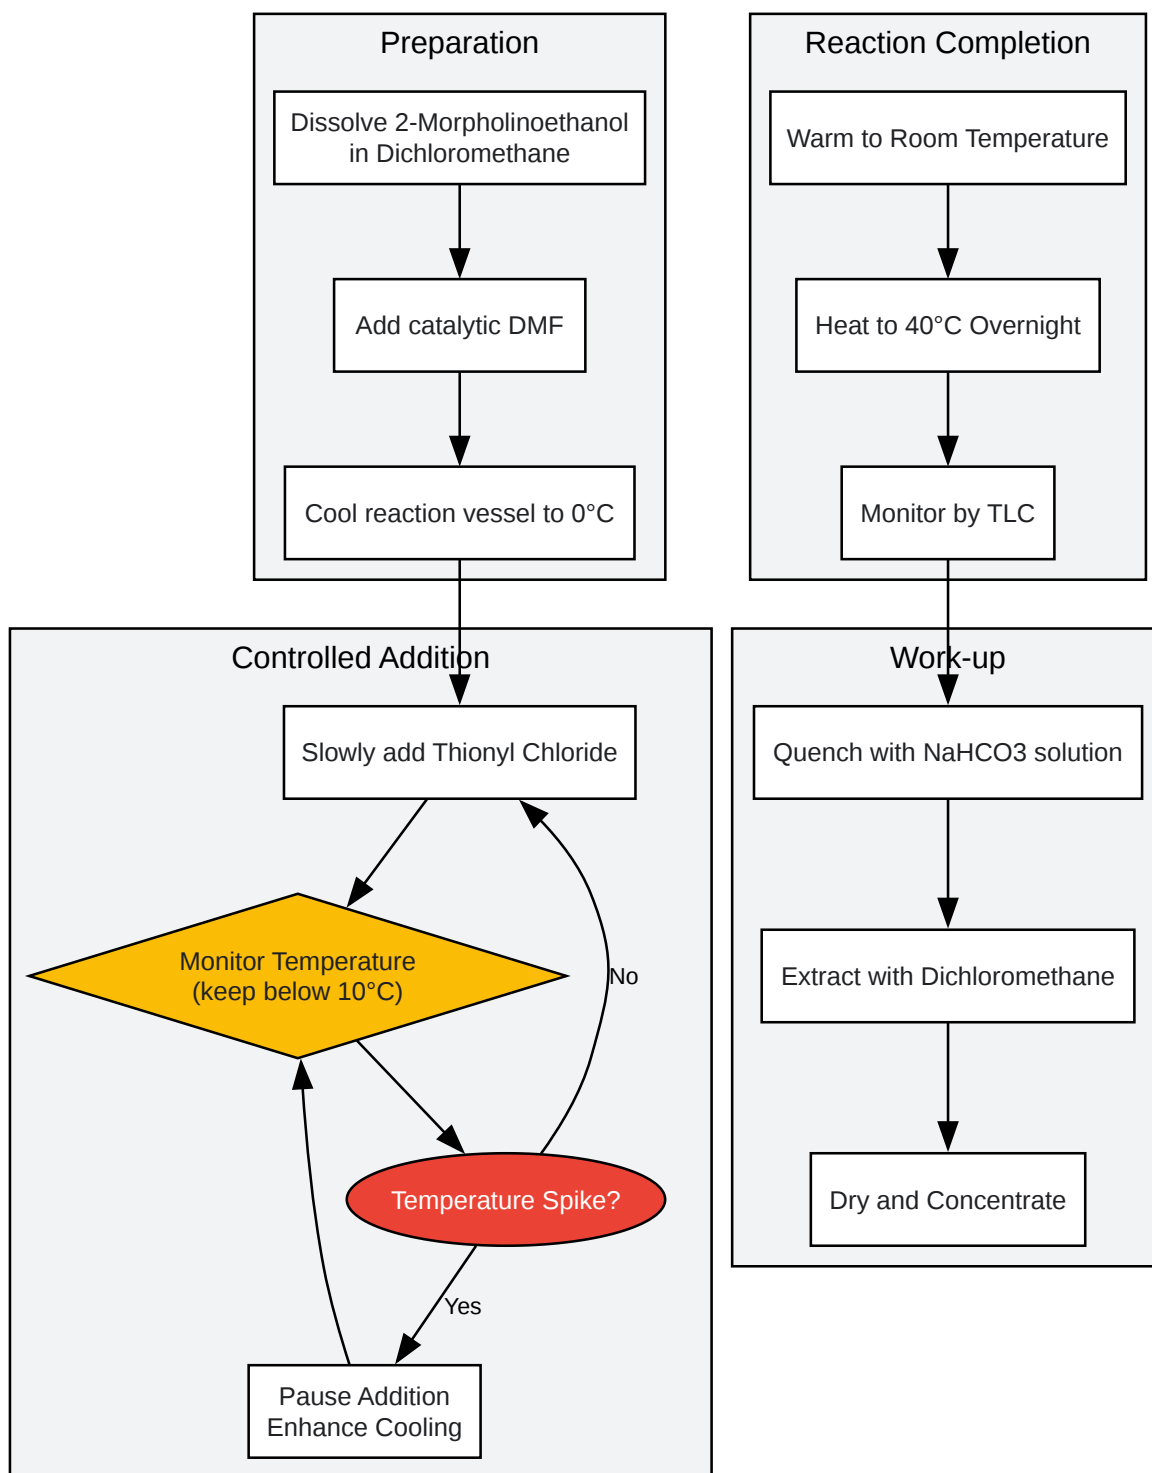 Preparation
Dissolve 2-Morpholinoethanol
in Dichloromethane
Add catalytic DMF
Cool reaction vessel to 0°C
Controlled Addition
Slowly add Thionyl Chloride
Monitor Temperature
(keep below 10°C)
No
Temperature Spike?
Yes
Pause Addition
Enhance Cooling
Reaction Completion
Warm to Room Temperature
Heat to 40°C Overnight
Monitor by TLC
Work-up
Quench with NaHCO3 solution
Extract with Dichloromethane
Dry and Concentrate